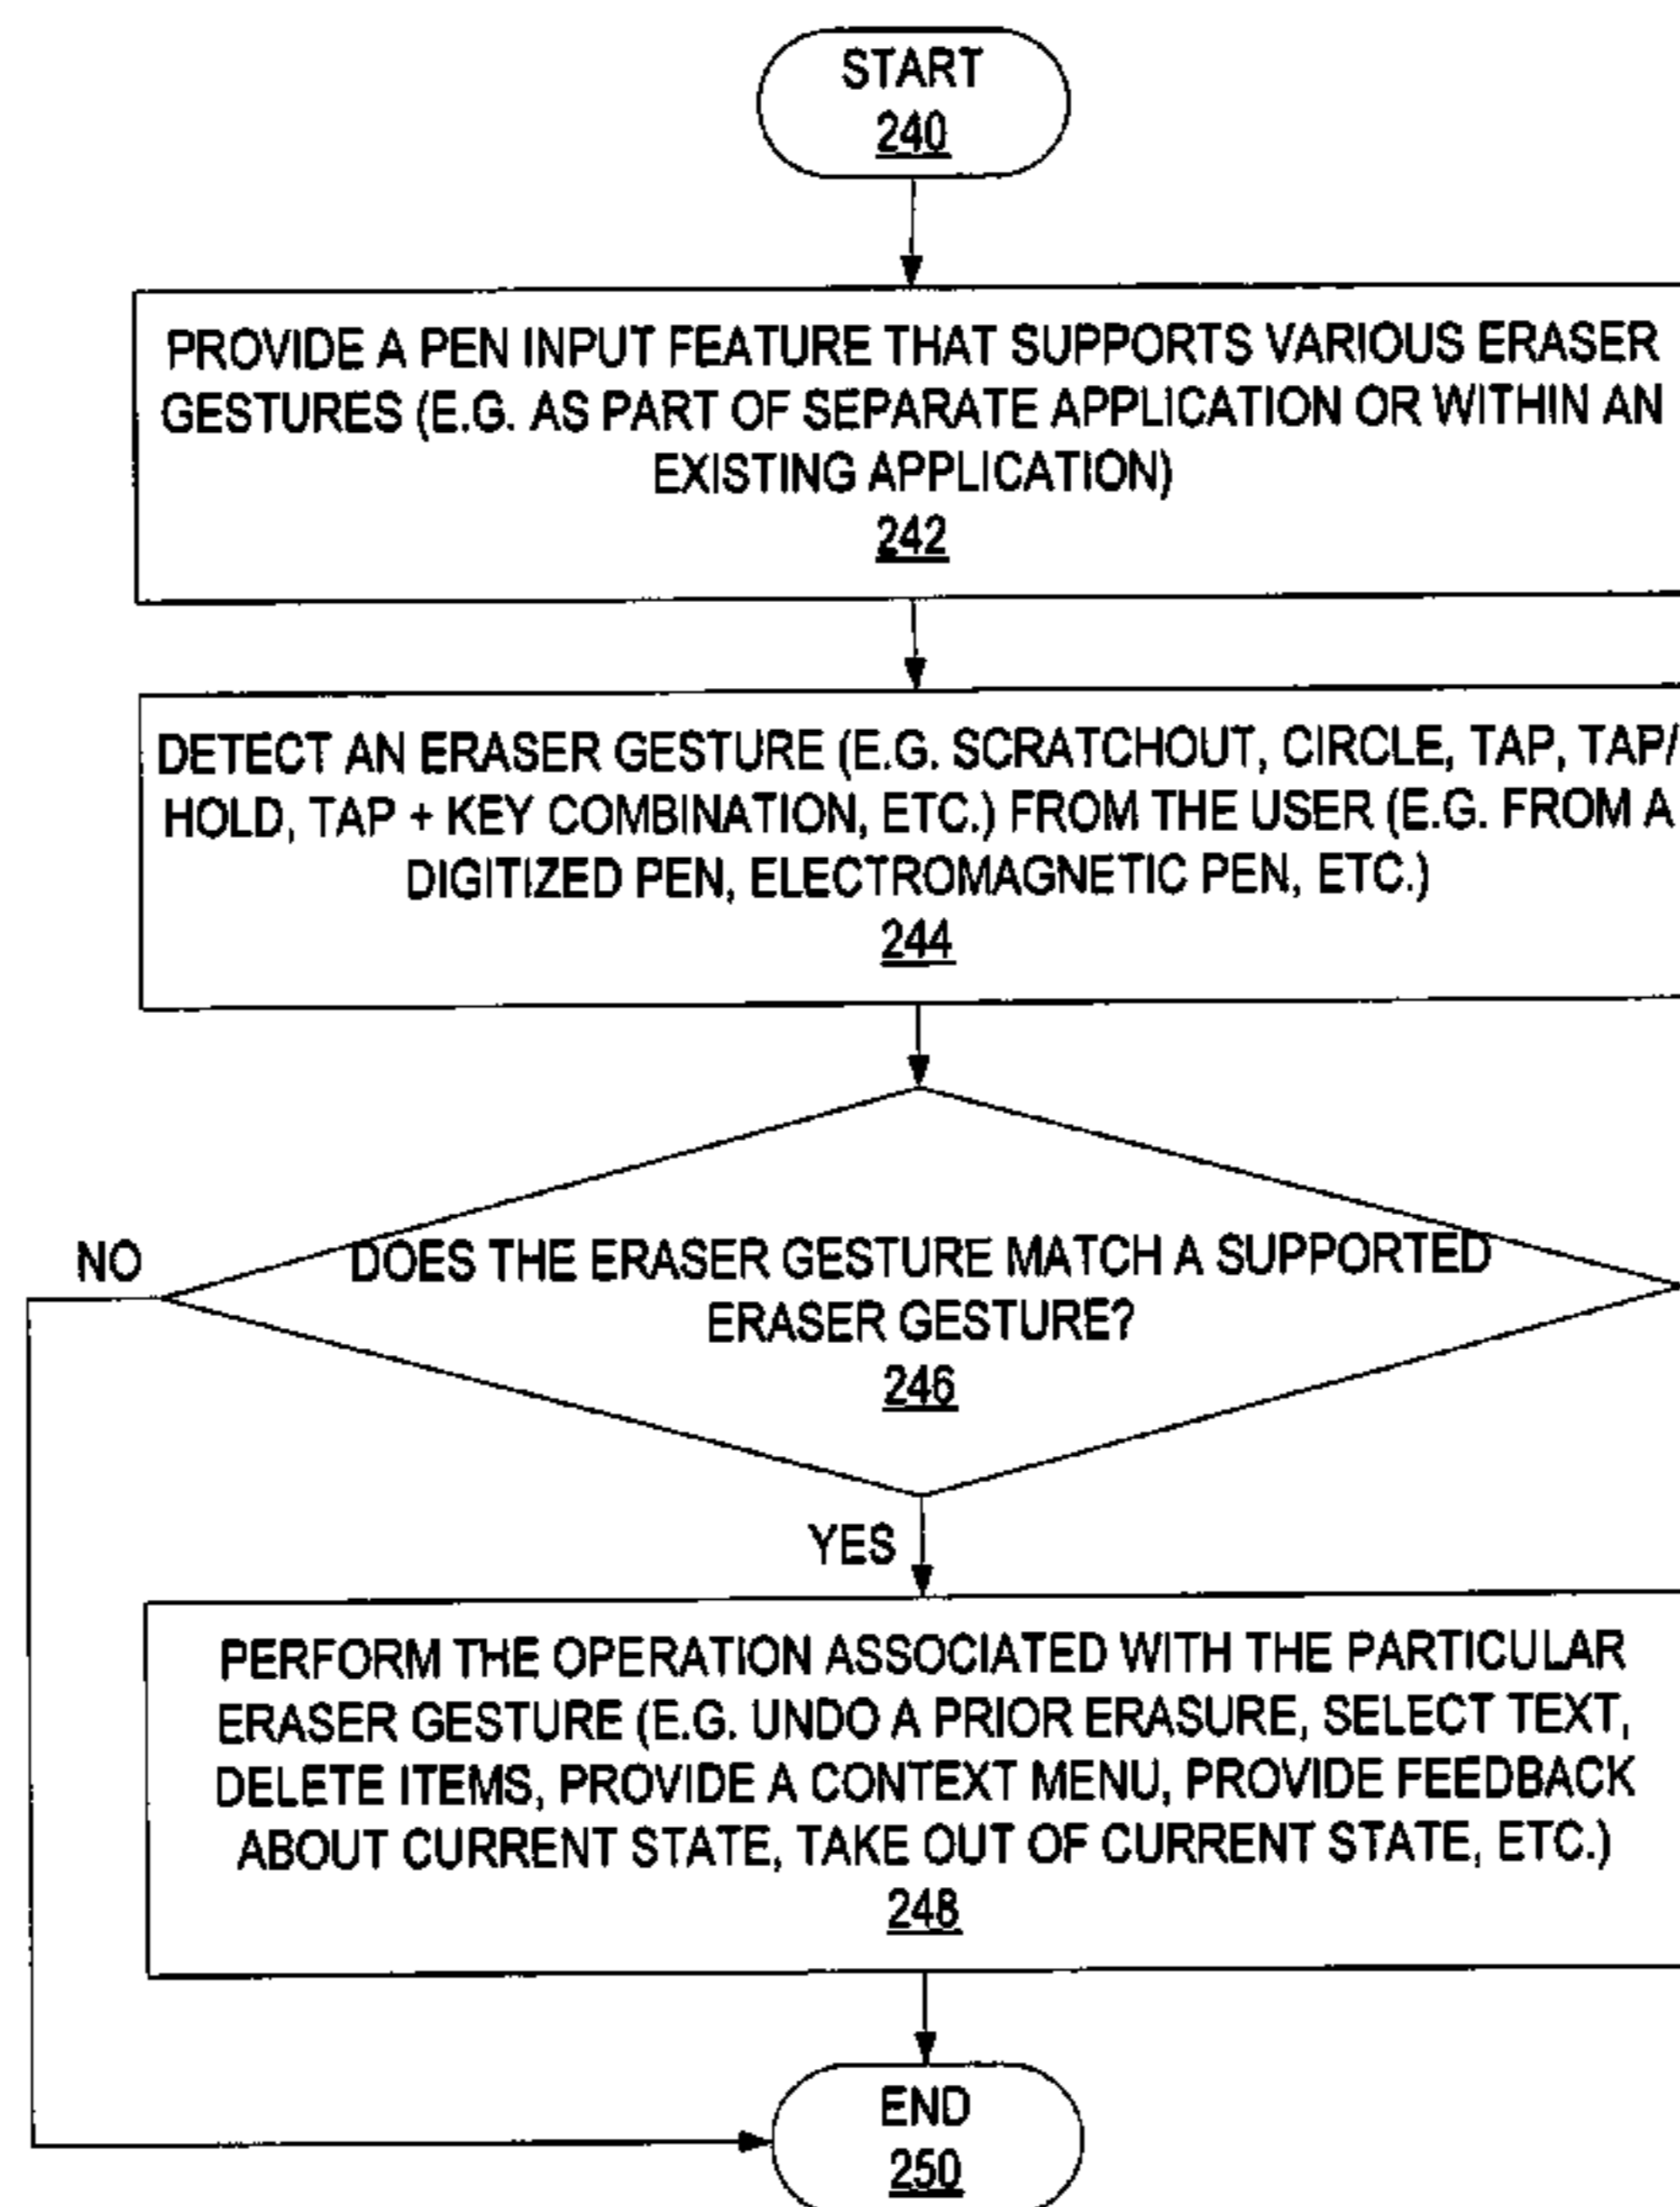 START
240
PROVIDE A PEN INPUT FEATURE THAT SUPPORTS VARIOUS ERASER
GESTURES (E.G. AS PART OF SEPARATE APPLICATION OR WITHIN AN
EXISTING APPLICATION)
242
DETECT AN ERASER GESTURE (E.G. SCRATCHOUT, CIRCLE, TAP, TAP/
HOLD, TAP + KEY COMBINATION, ETC.) FROM THE USER (E.G. FROM A
DIGITIZED PEN, ELECTROMAGNETIC PEN, ETC.)
244
NO
DOES THE ERASER GESTURE MATCH A SUPPORTED
ERASER GESTURE?
246
YES
PERFORM THE OPERATION ASSOCIATED WITH THE PARTICULAR
ERASER GESTURE (E.G. UNDO A PRIOR ERASURE, SELECT TEXT,
DELETE ITEMS, PROVIDE A CONTEXT MENU, PROVIDE FEEDBACK
ABOUT CURRENT STATE, TAKE OUT OF CURRENT STATE, ETC.)
248
END
250